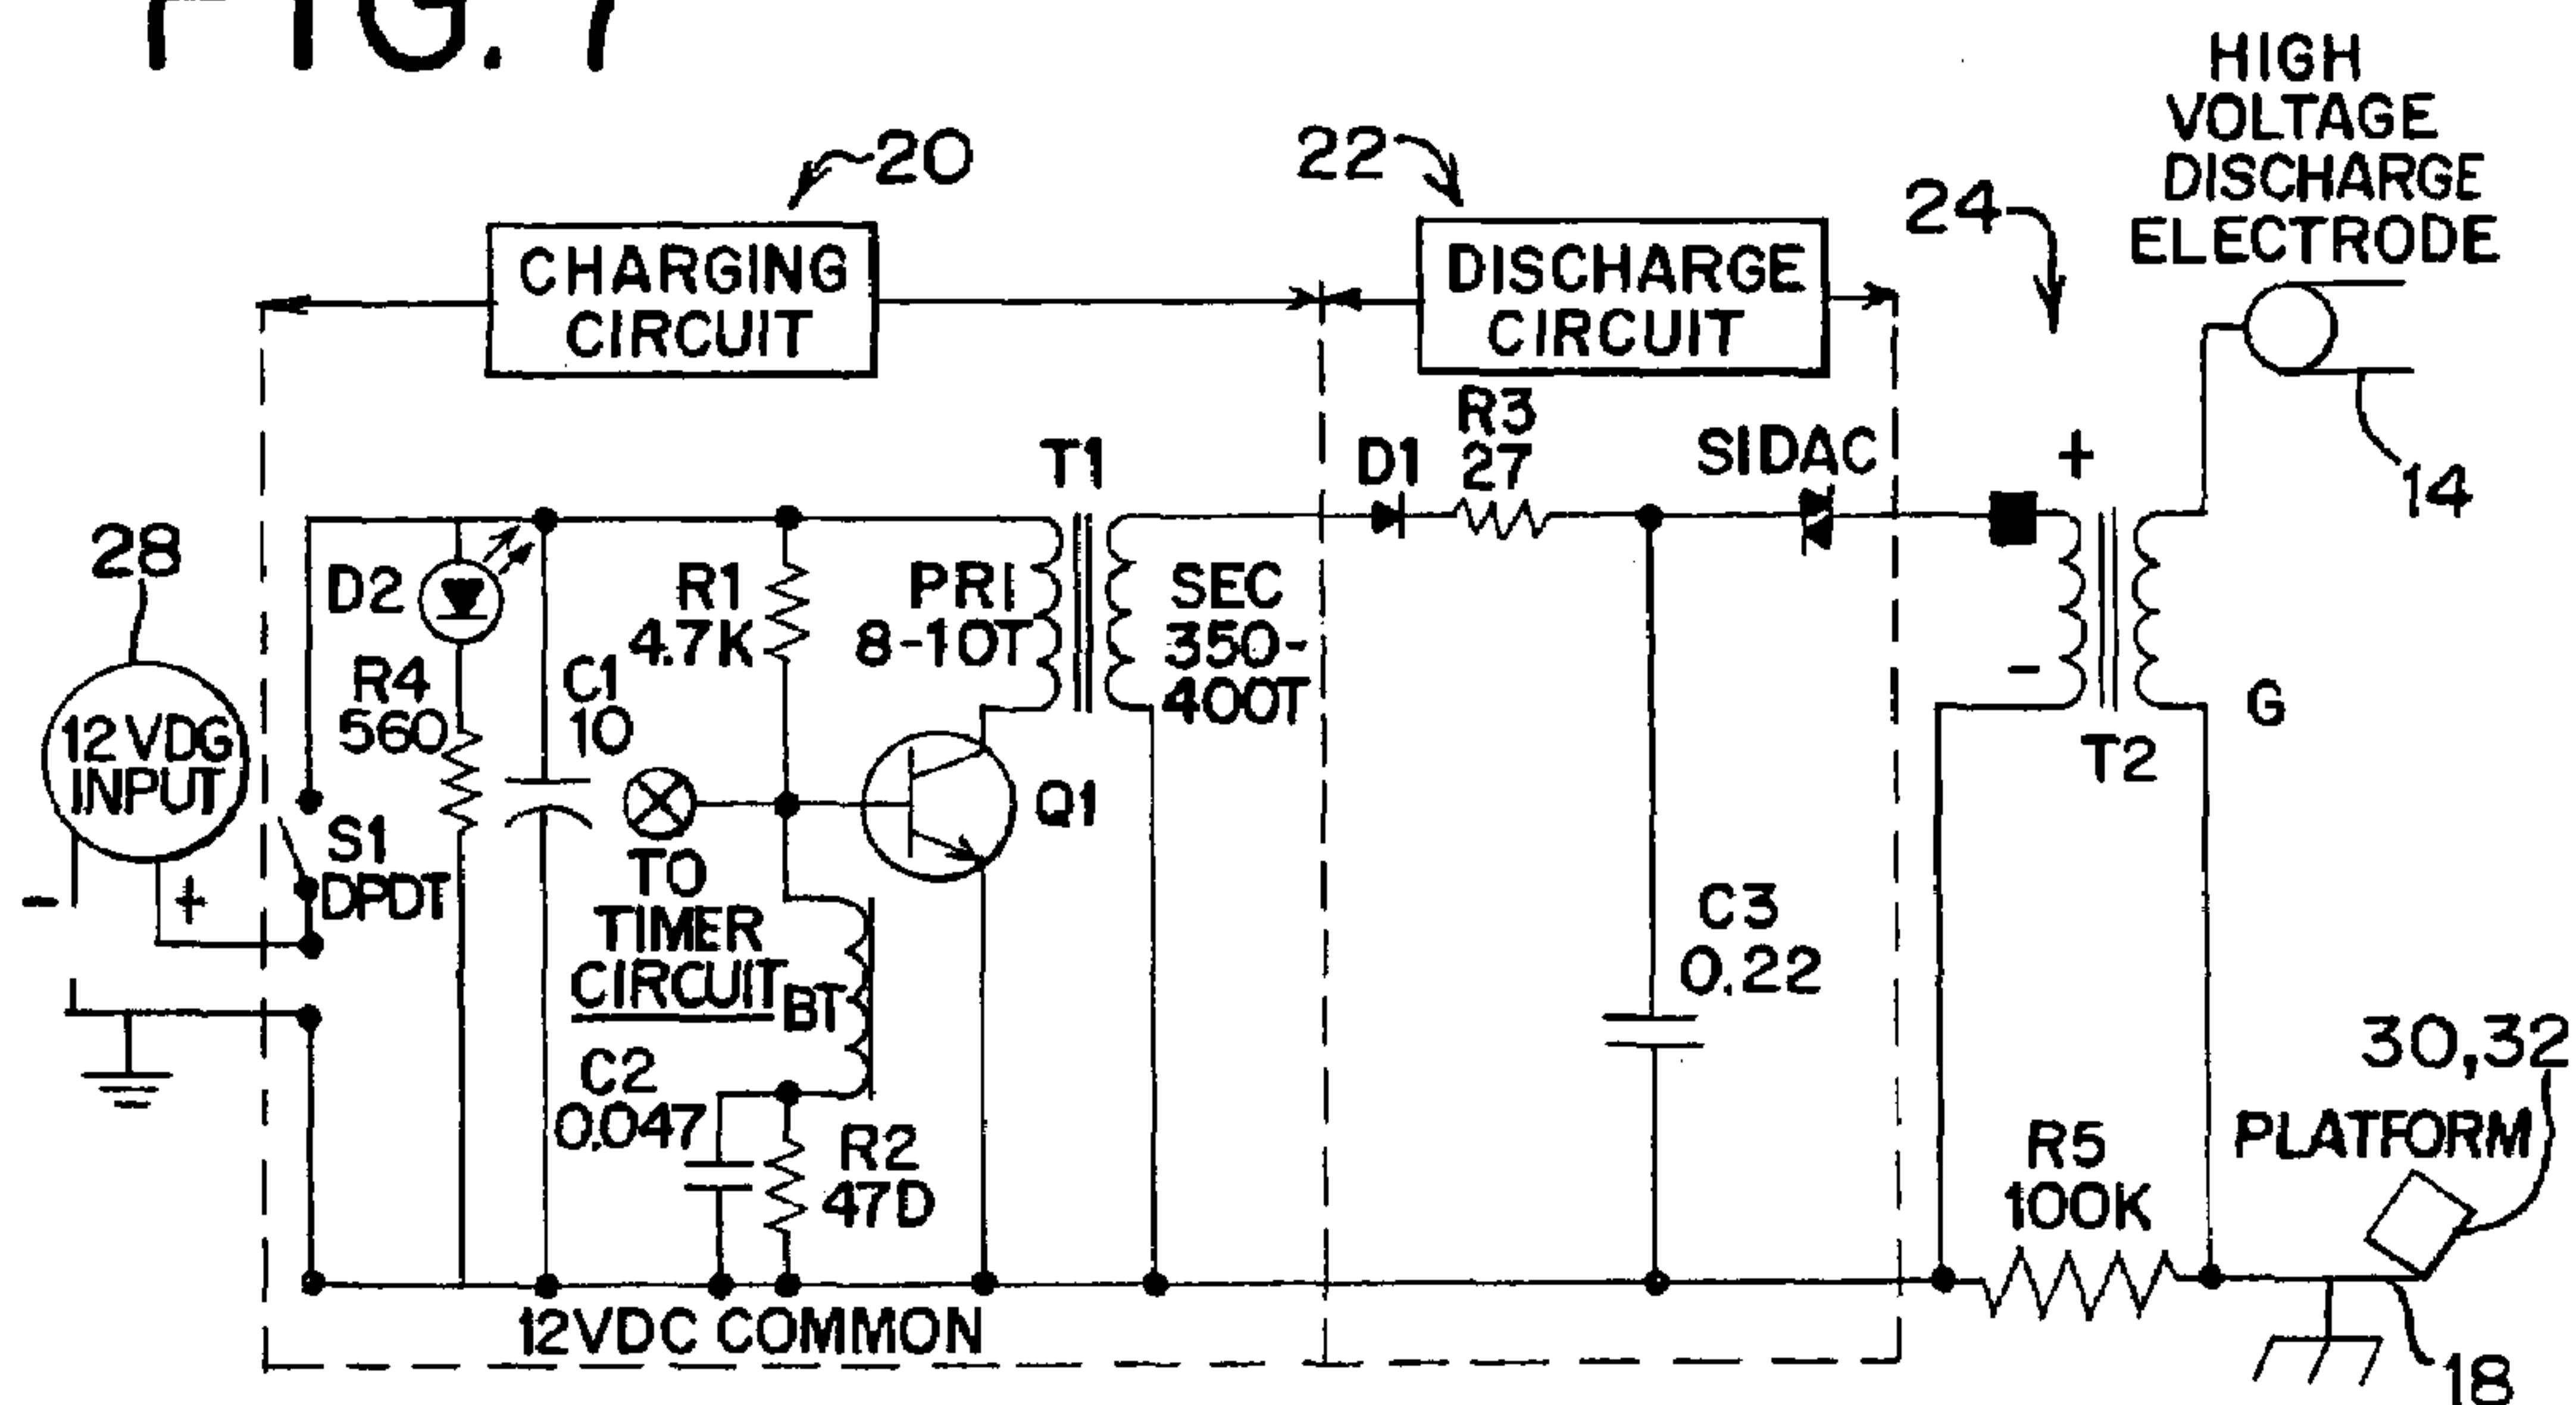 FIG. 7
HIGH
VOLTAGE
DISCHARGE
ELECTRODE
20
22
24
CHARGING
CIRCUIT
DISCHARGE
CIRCUIT
14
T1
D1
R3
27
SIDAC
+
28
D2
R1
4.7K
PRI
8-10T
SEC
350-
400T
R4
560
C1
10
12 VDG
INPUT
-
G
T2
Q1
S1
DPDT
-
+
TO
TIMER
CIRCUIT
BT
C3
0.22
C2
0.047
R2
47D
30,32
PLATFORM
R5
100K
12VDC COMMON
18